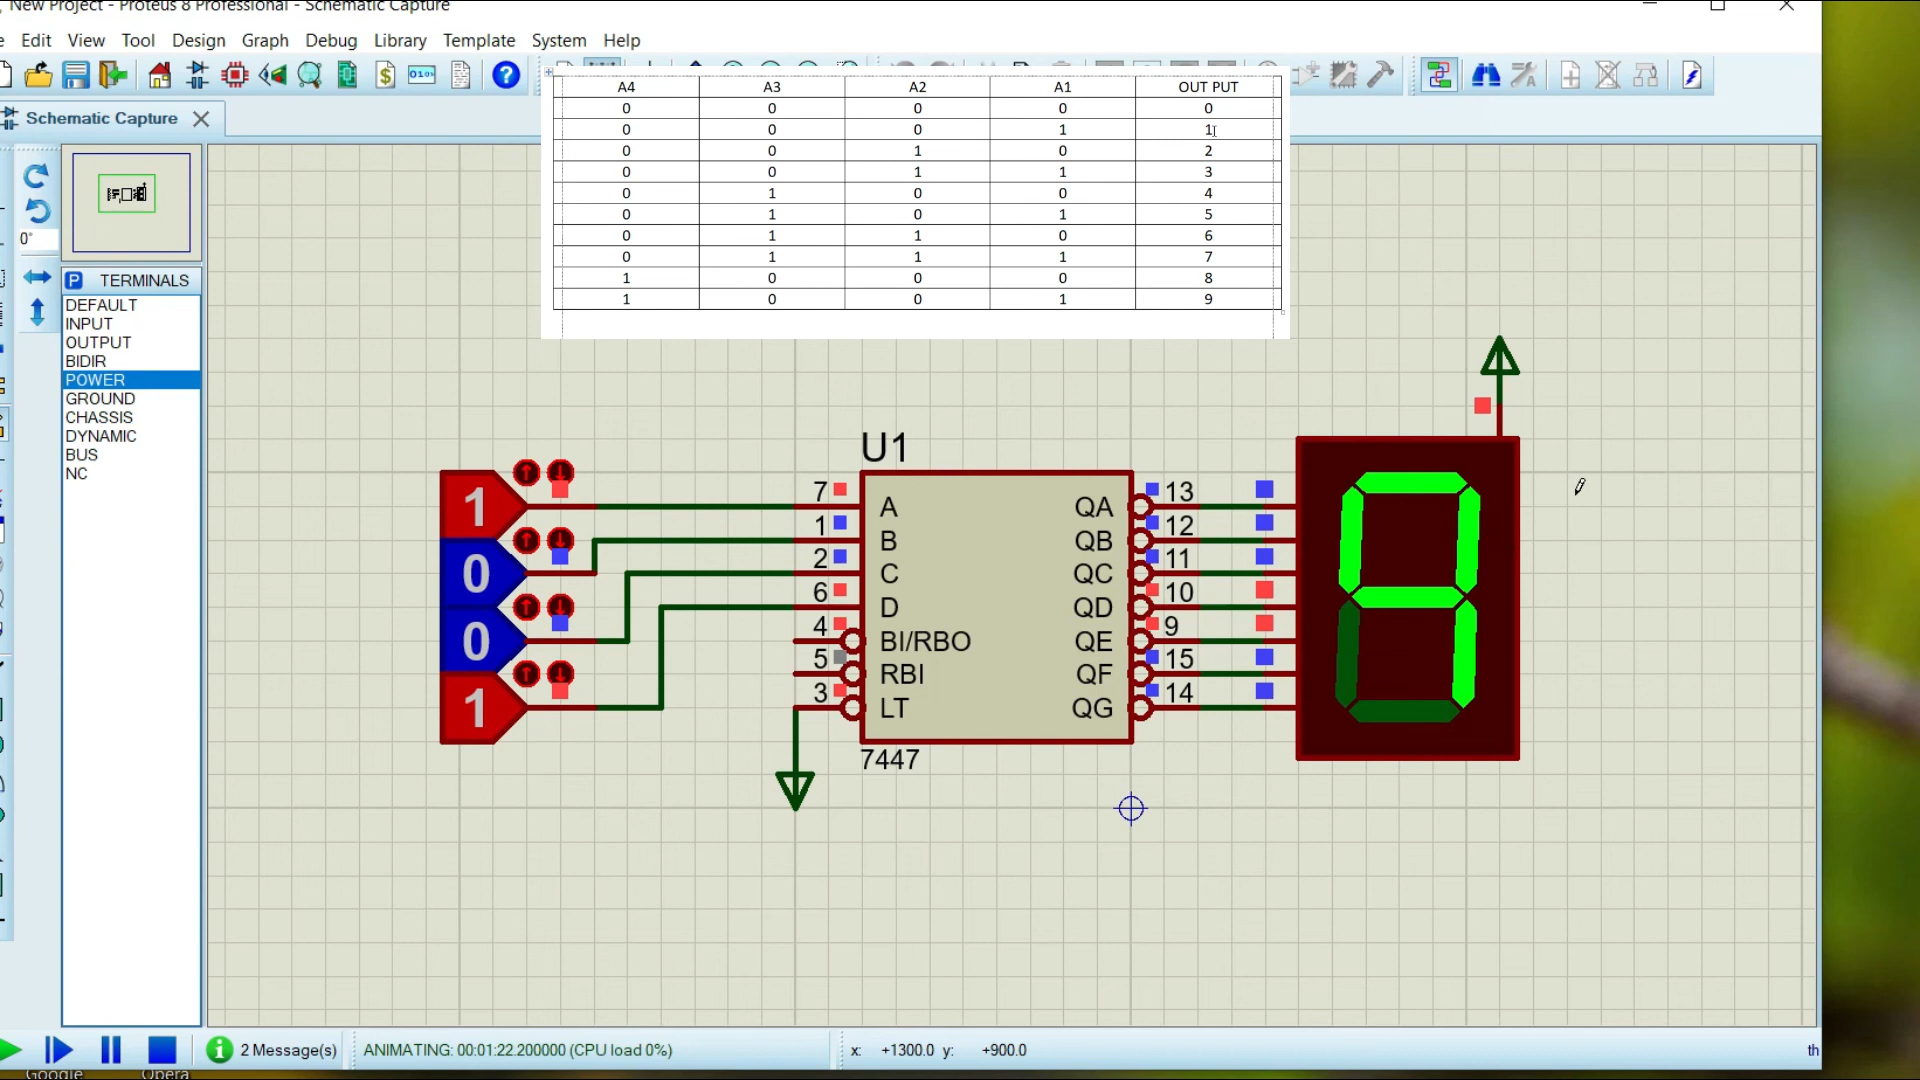 New Project - Proteus 8 Professional - Schematic Capture
Edit View Tool Design Graph Debug Library Template System Help
Schematic Capture
0°
P TERMINALS
DEFAULT
INPUT
OUTPUT
BIDIR
POWER
GROUND
CHASSIS
DYNAMIC
BUS
NC
A4 A3 A2 A1 OUT PUT
0 0 0 0 0
0 0 0 1 1
0 0 1 0 2
0 0 1 1 3
0 1 0 0 4
0 1 0 1 5
0 1 1 0 6
0 1 1 1 7
1 0 0 0 8
1 0 0 1 9
U1
1 7 A QA 13
1 B QB 12
0 2 C QC 11
6 D QD 10
0 4 BI/RBO QE 9
5 RBI QF 15
1 3 LT QG 14
7447
9
2 Message(s) ANIMATING: 00:01:22.200000 (CPU load 0%) x: +1300.0 y: +900.0 th
Google Opera